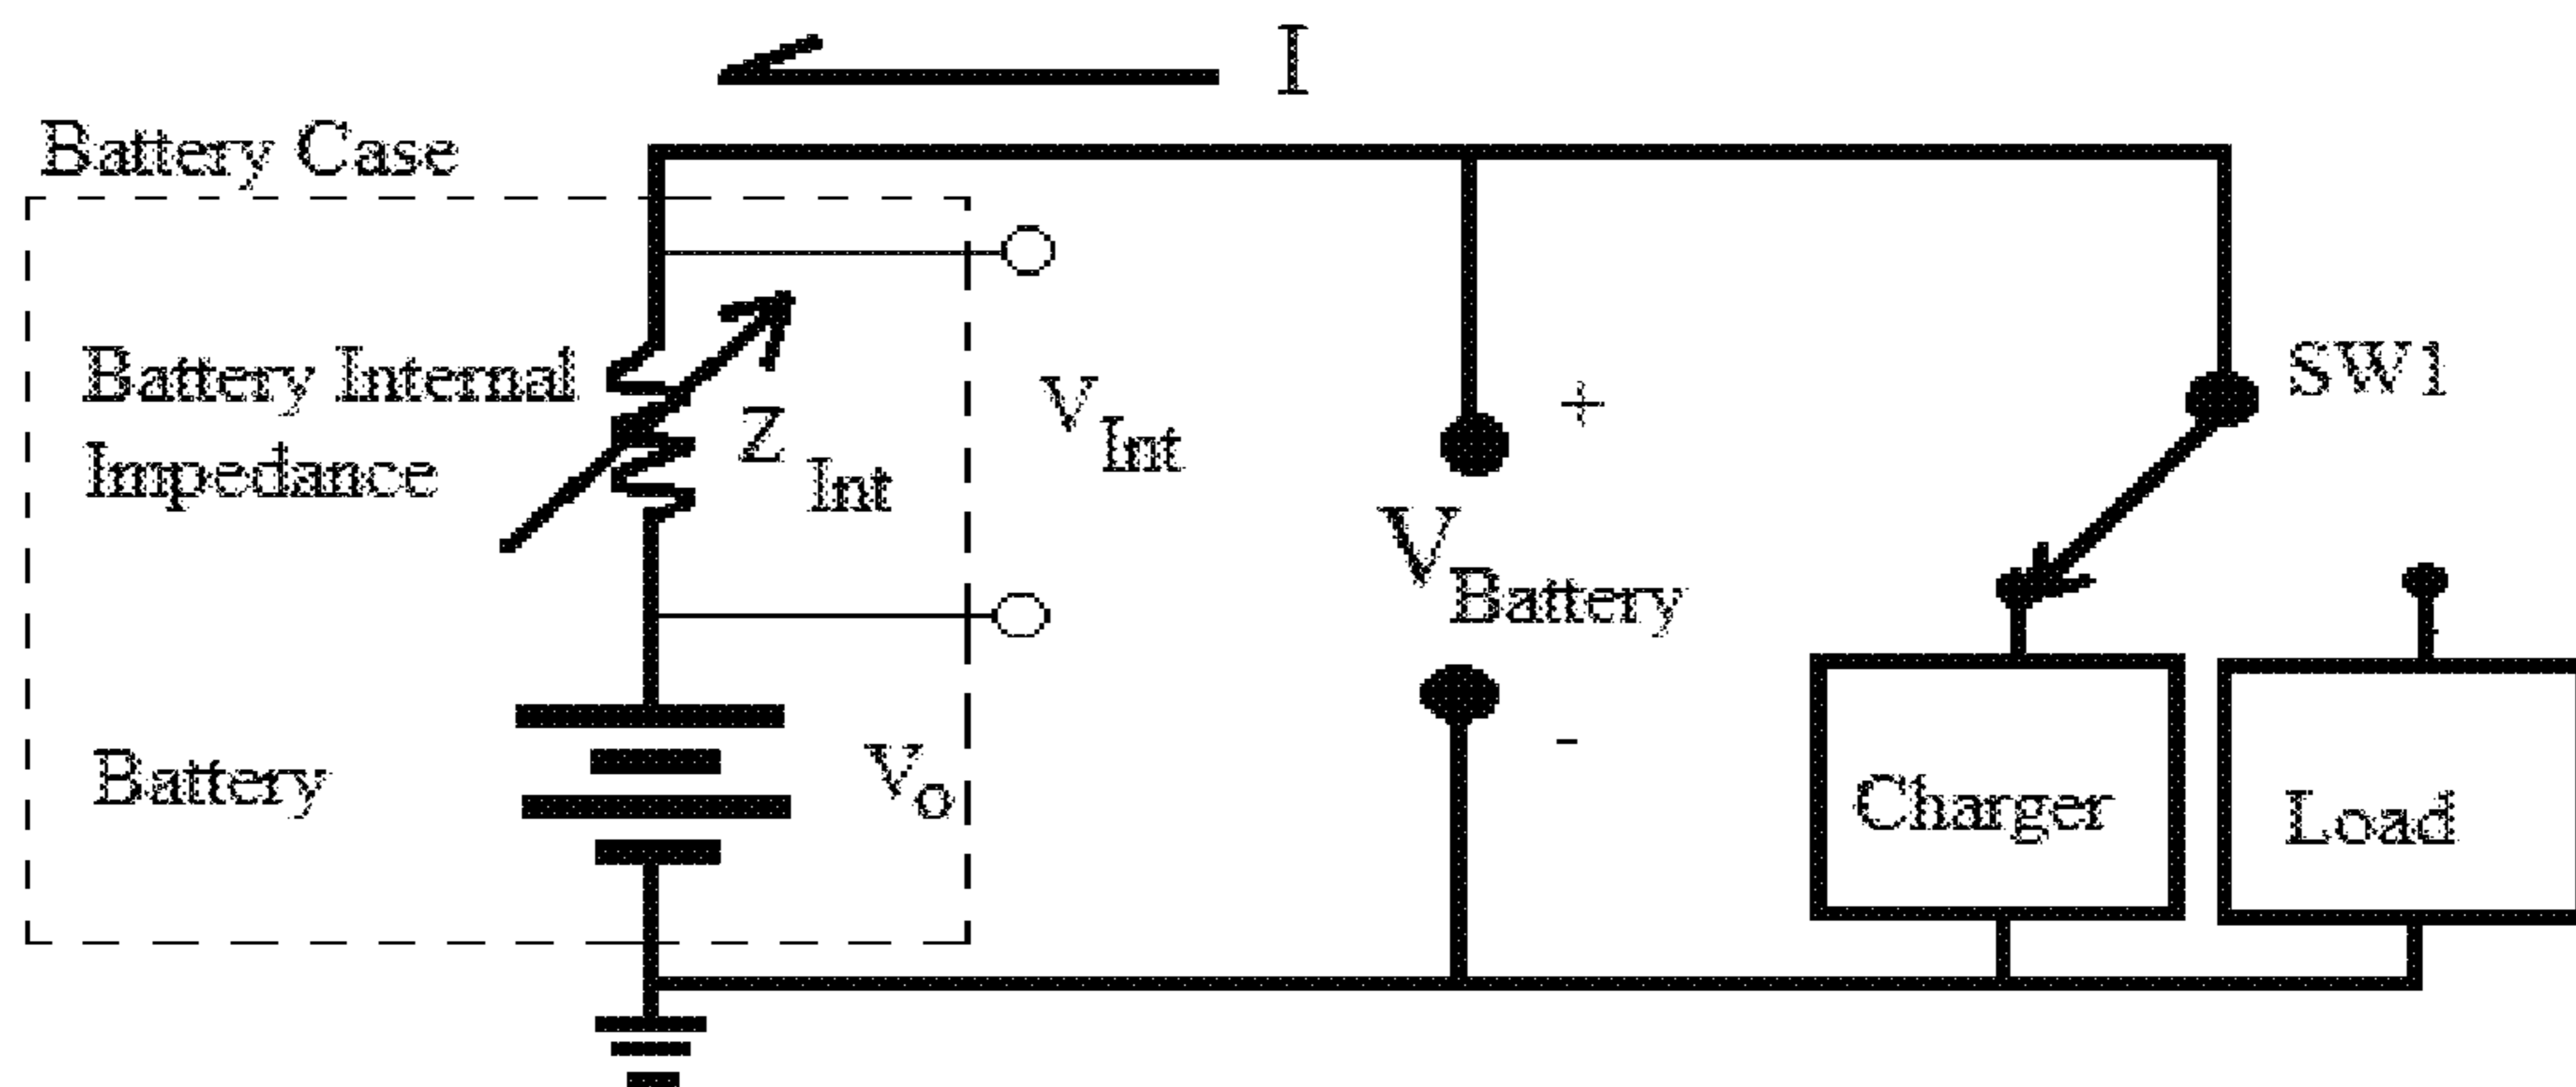 I
Battery Case
Battery Internal
Impedance
Z Int
V Int
+
V Battery
-
SW1
Battery
Vo
Charger
Load